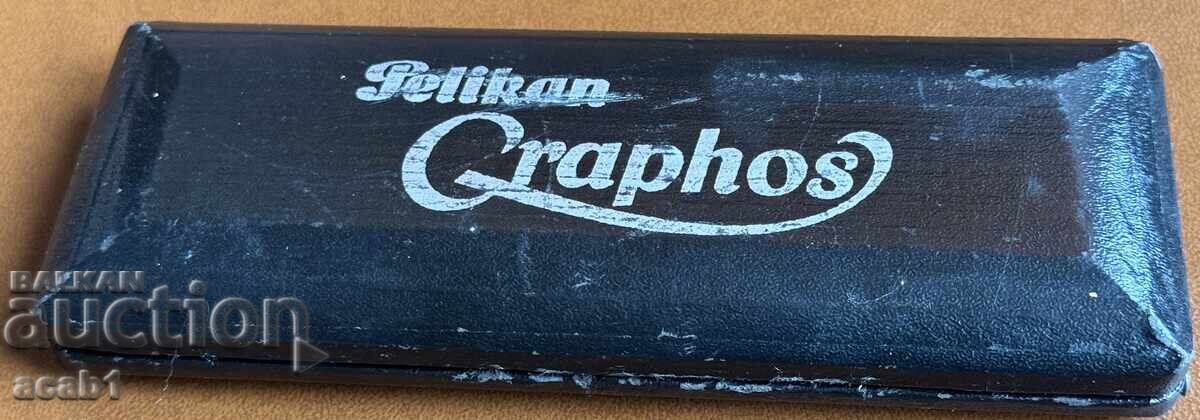 Pelikan
Graphos
BALKAN
auction
acab1